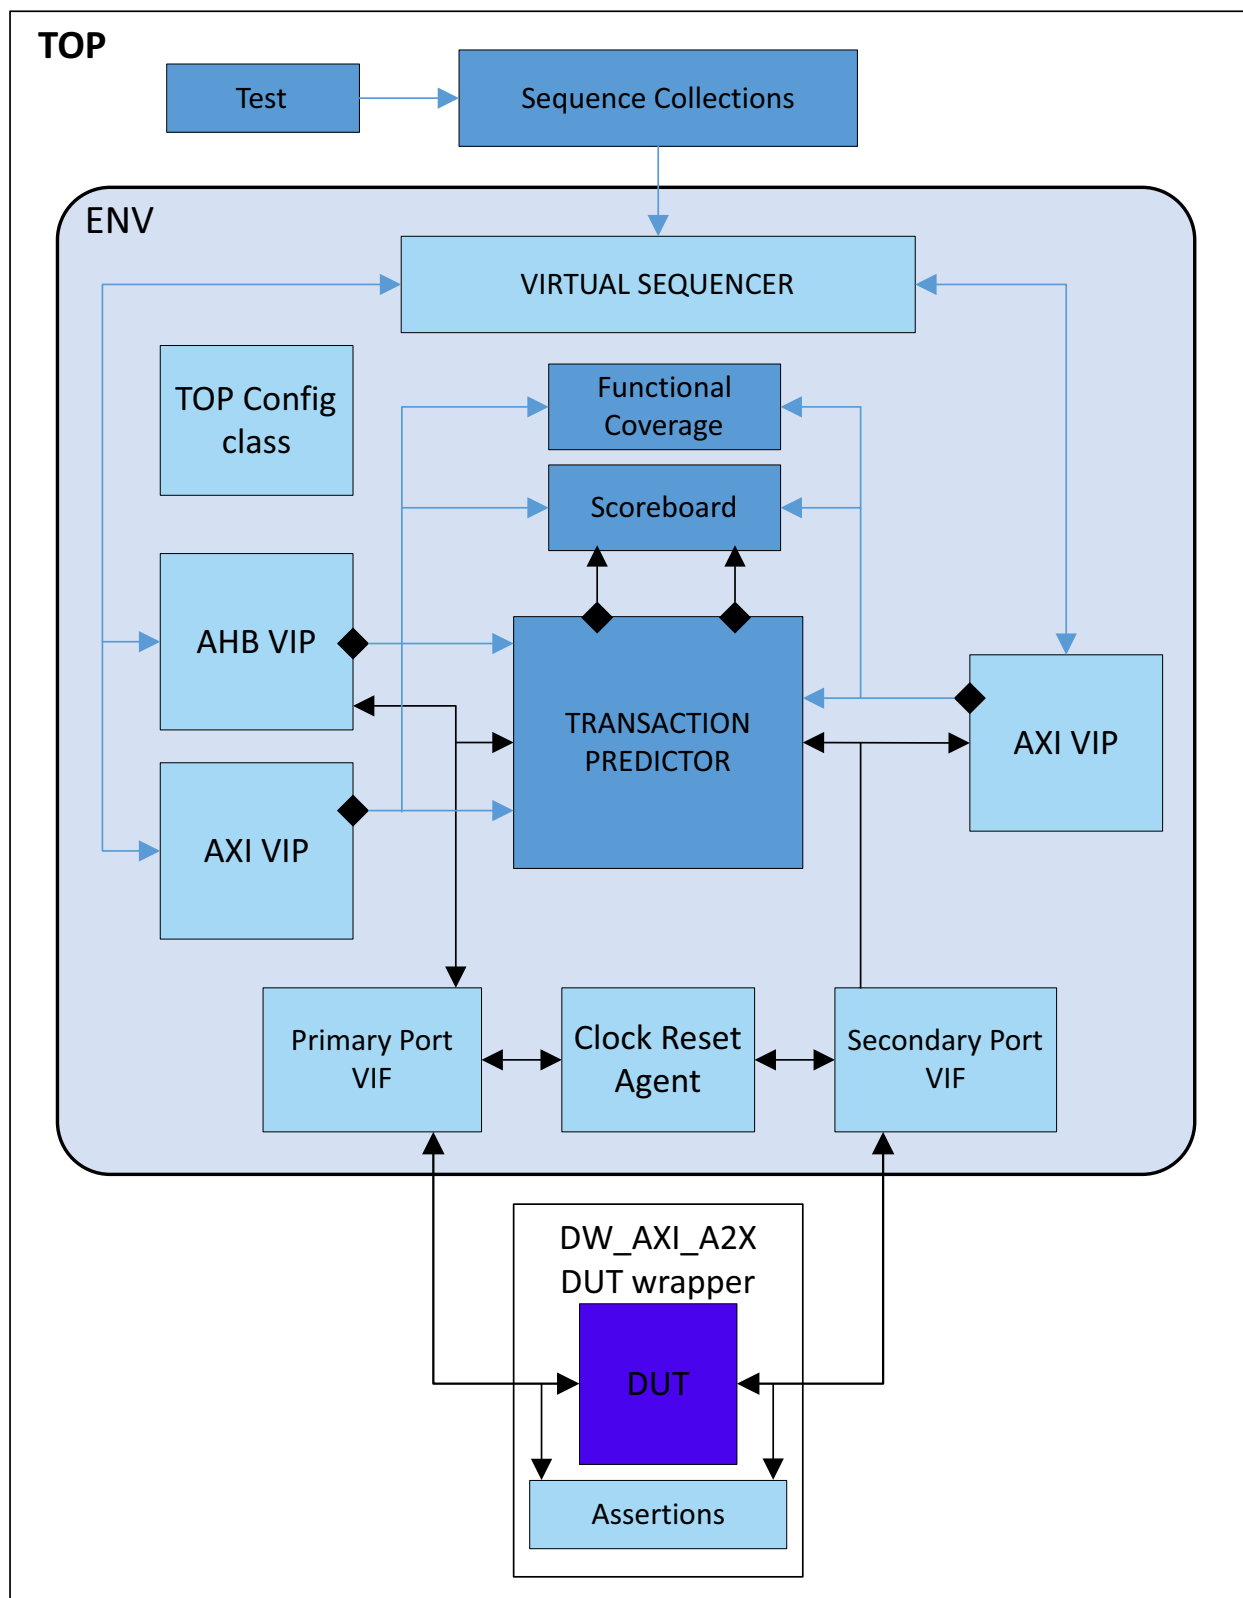 TOP
Test
Sequence Collections
ENV
VIRTUAL SEQUENCER
TOP Config
class
Functional
Coverage
Scoreboard
AHB VIP
TRANSACTION
PREDICTOR
AXI VIP
AXI VIP
Primary Port
VIF
Clock Reset
Agent
Secondary Port
VIF
DW_AXI_A2X
DUT wrapper
DUT
Assertions